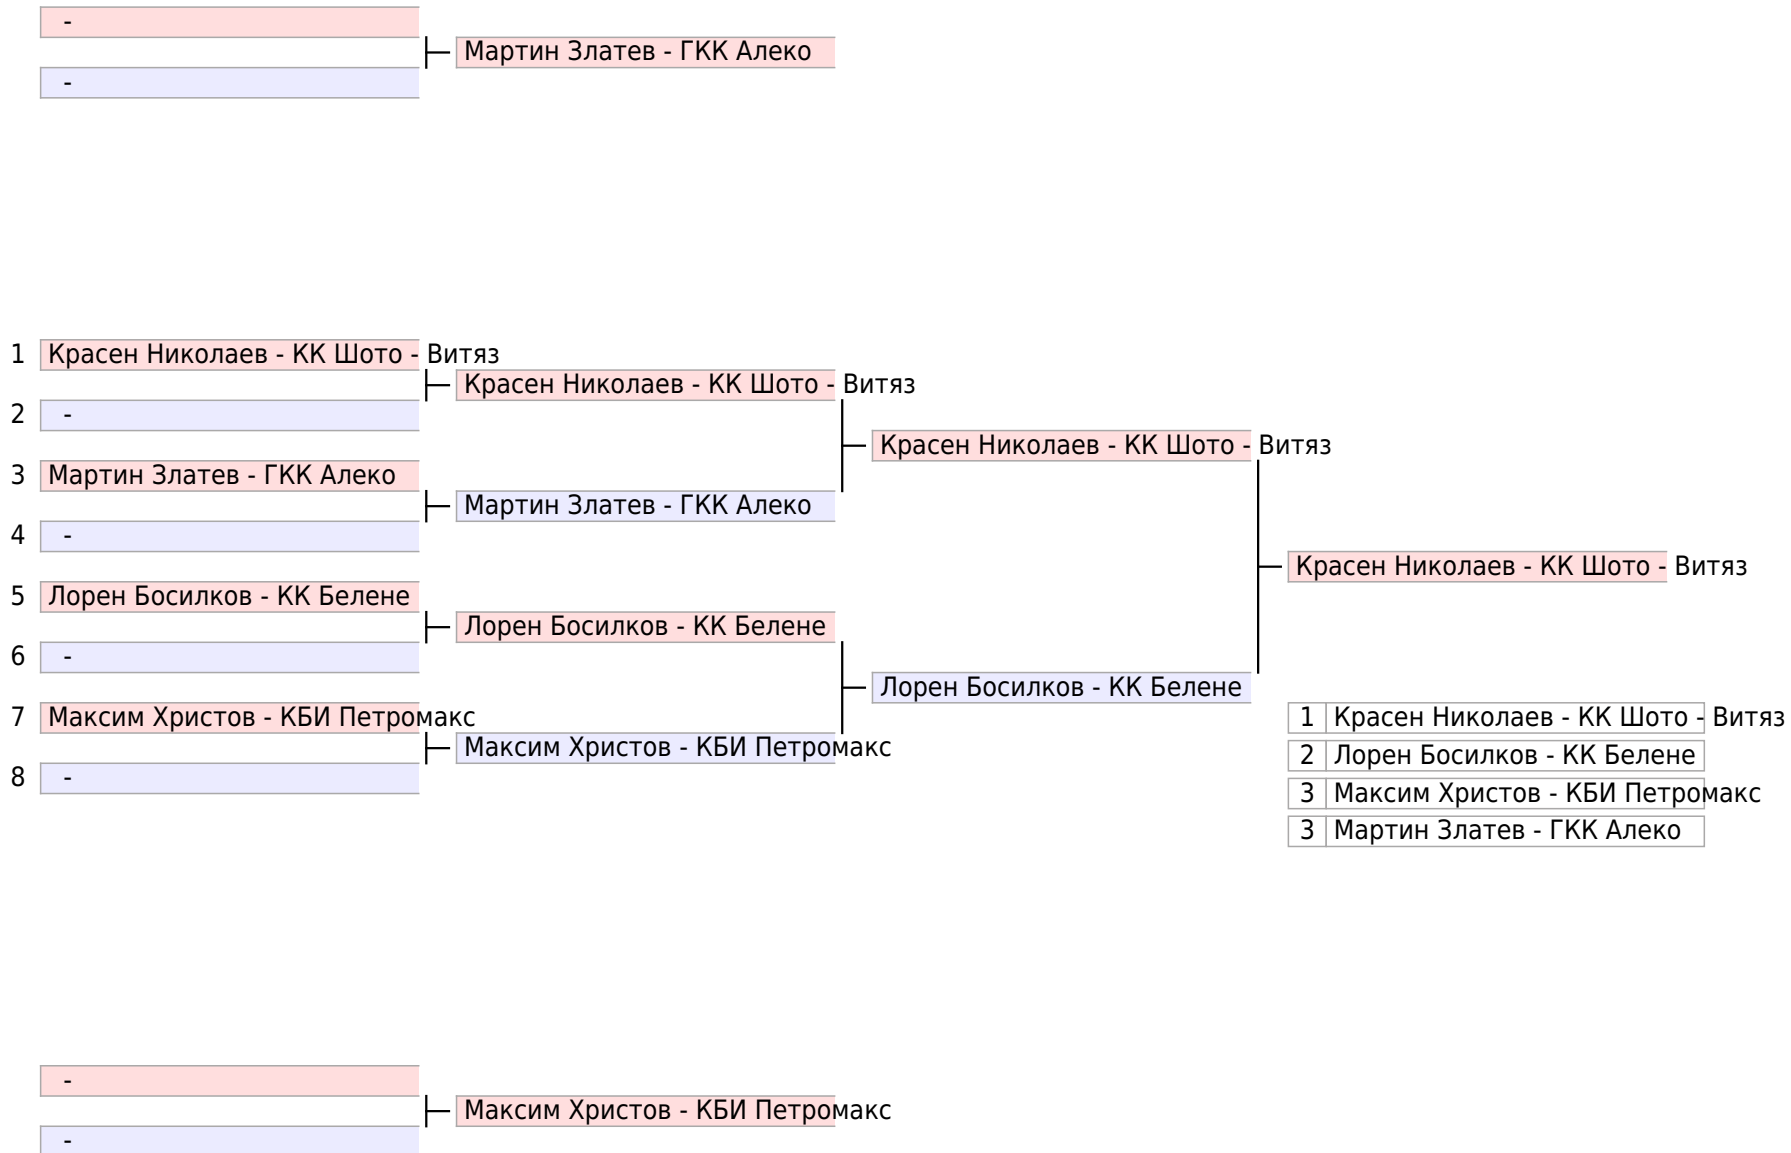 -
Мартин Златев - ГКК Алеко
-
1 Красен Николаев - КК Шото - Витяз
Красен Николаев - КК Шото - Витяз
2 -
Красен Николаев - КК Шото - Витяз
3 Мартин Златев - ГКК Алеко
Мартин Златев - ГКК Алеко
4 -
Красен Николаев - КК Шото - Витяз
5 Лорен Босилков - КК Белене
Лорен Босилков - КК Белене
6 -
Лорен Босилков - КК Белене
7 Максим Христов - КБИ Петромакс
Максим Христов - КБИ Петромакс
8 -
1 Красен Николаев - КК Шото - Витяз
2 Лорен Босилков - КК Белене
3 Максим Христов - КБИ Петромакс
3 Мартин Златев - ГКК Алеко
-
Максим Христов - КБИ Петромакс
-